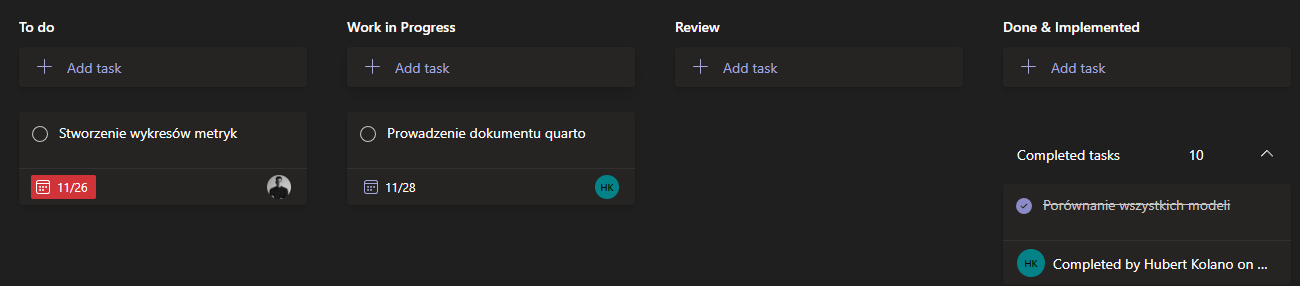 To do
Add task
Stworzenie wykresów metryk
11/26
Work in Progress
Add task
Prowadzenie dokumentu quarto
11/28
HK
Review
Add task
Done & Implemented
Add task
Completed tasks 10
Porównanie wszystkich modeli
HK Completed by Hubert Kolano on ...